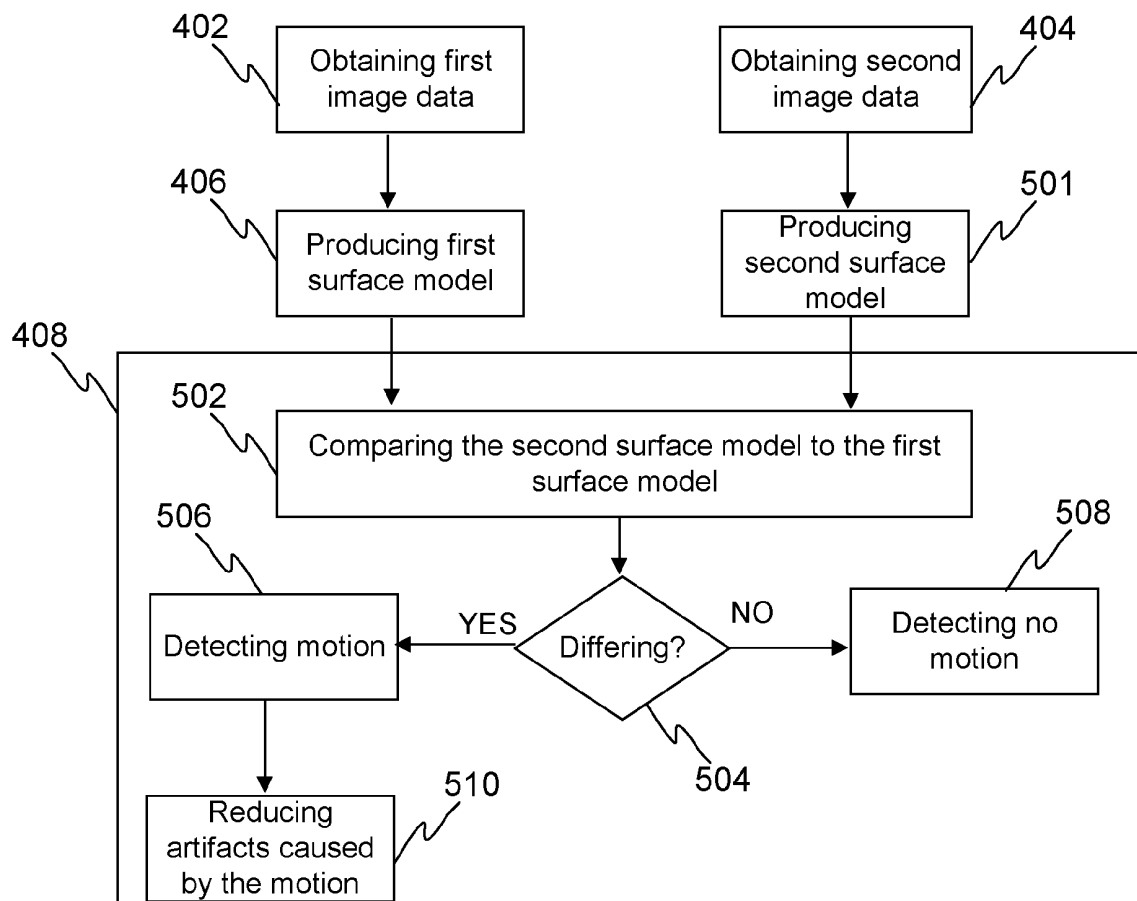 402
Obtaining first
image data
404
Obtaining second
image data
406
Producing first
surface model
501
Producing
second surface
model
408
502
Comparing the second surface model to the first
surface model
506
Detecting motion
YES
Differing?
NO
508
Detecting no
motion
504
510
Reducing
artifacts caused
by the motion